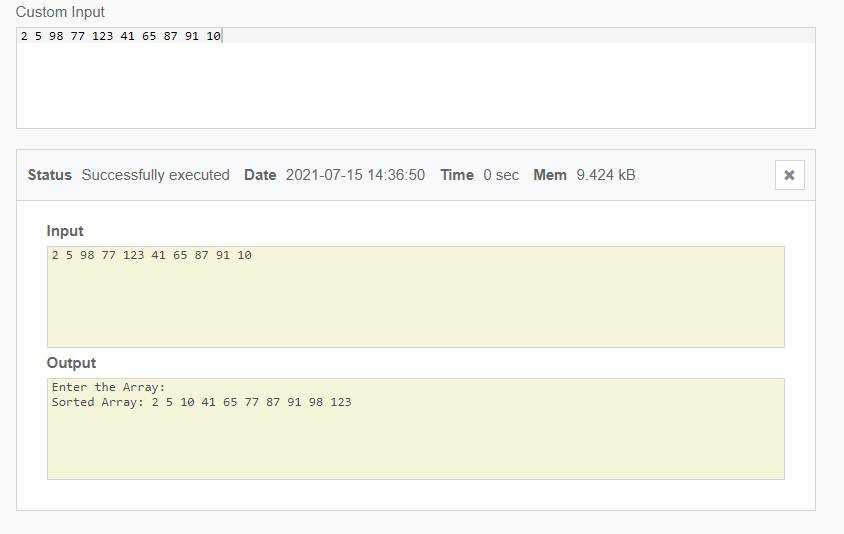 Custom Input
2 5 98 77 123 41 65 87 91 10
Status Successfully executed Date 2021-07-15 14:36:50 Time 0 sec Mem 9.424 kB
Input
2 5 98 77 123 41 65 87 91 10
Output
Enter the Array:
Sorted Array: 2 5 10 41 65 77 87 91 98 123